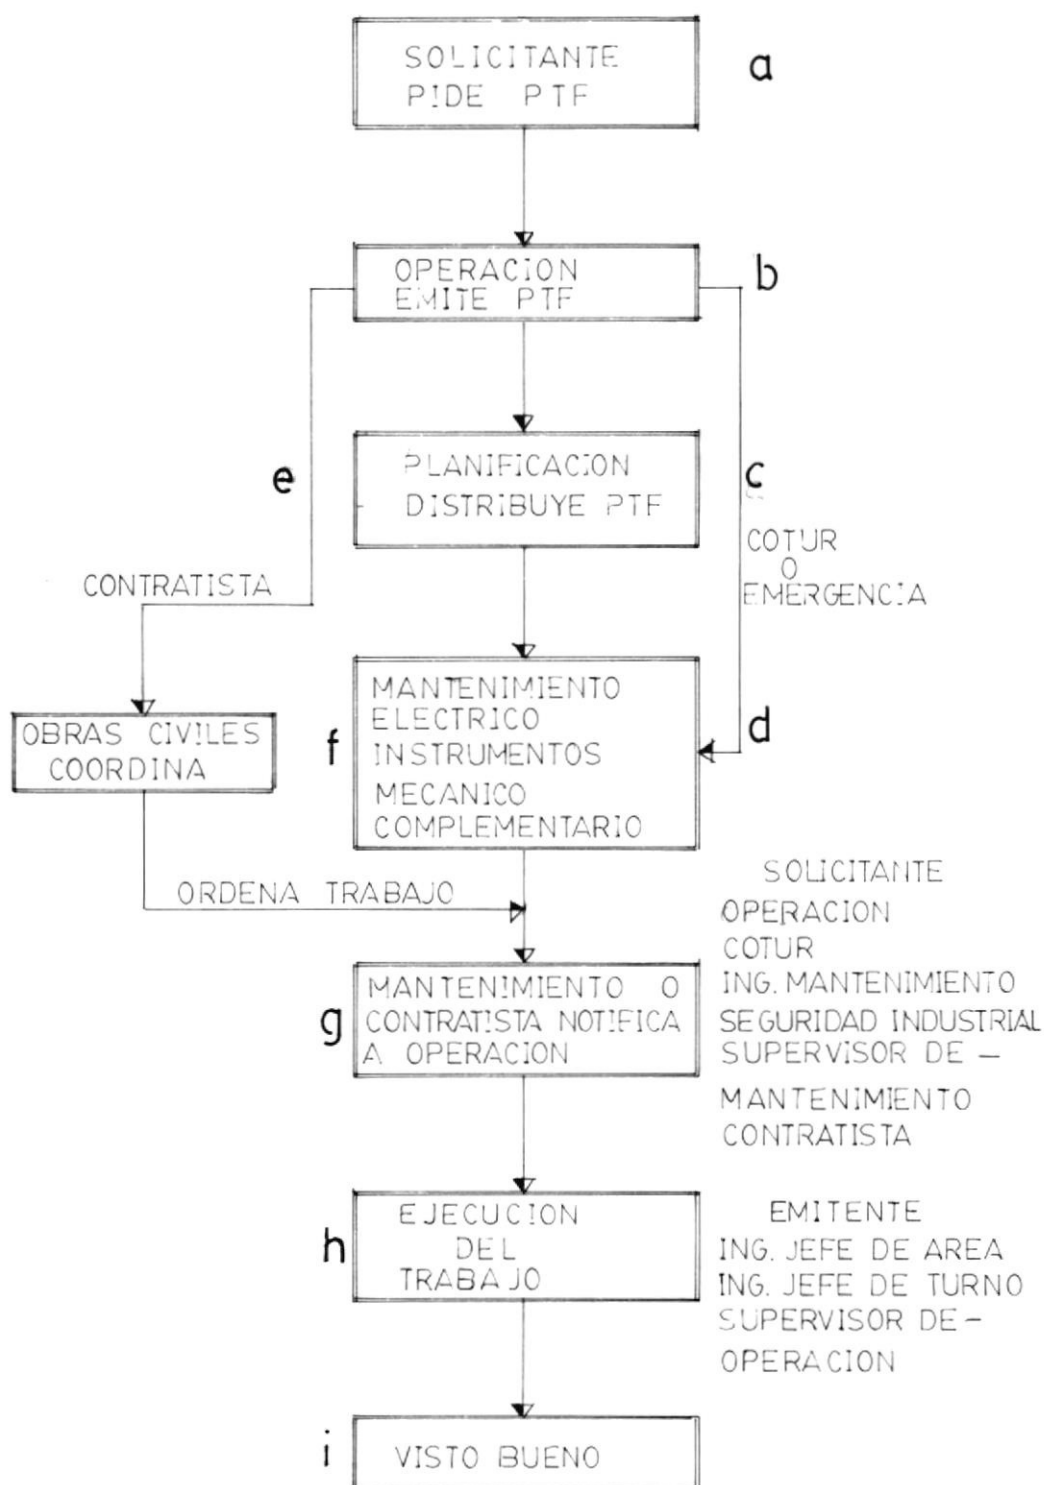 SOLICITANTE
PIDE PTF
a
OPERACION
EMITE PTF
b
PLANIFICACION
DISTRIBUYE PTF
c
e
COTUR
O
EMERGENCIA
CONTRATISTA
MANTENIMIENTO
ELECTRICO
INSTRUMENTOS
MECANICO
COMPLEMENTARIO
d
f
OBRAS CIVILES
COORDINA
ORDENA TRABAJO
SOLICITANTE
OPERACION
COTUR
ING. MANTENIMIENTO
SEGURIDAD INDUSTRIAL
SUPERVISOR DE —
MANTENIMIENTO
CONTRATISTA
g
MANTENIMIENTO O
CONTRATISTA NOTIFICA
A OPERACION
h
EJECUCION
DEL
TRABAJO
EMITENTE
ING. JEFE DE AREA
ING. JEFE DE TURNO
SUPERVISOR DE —
OPERACION
i
VISTO BUENO